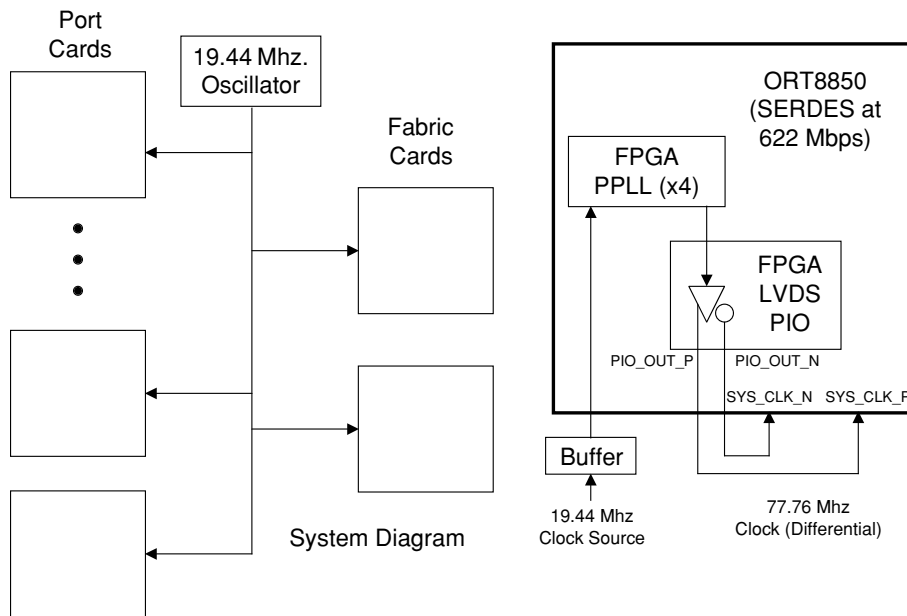 Port
Cards
19.44 Mhz.
Oscillator
Fabric
Cards
System Diagram
ORT8850
(SERDES at
622 Mbps)
FPGA
PPLL (x4)
FPGA
LVDS
PIO
PIO_OUT_P
PIO_OUT_N
SYS_CLK_N
SYS_CLK_P
Buffer
19.44 Mhz
Clock Source
77.76 Mhz
Clock (Differential)